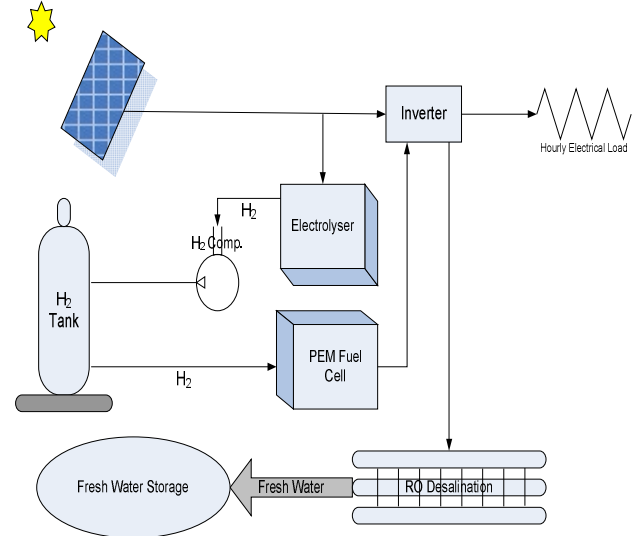 Inverter
Hourly Electrical Load
H2
Electrolyser
H2 Comp.
H2
Tank
PEM Fuel
Cell
H2
Fresh Water Storage
Fresh Water
RO Desalination